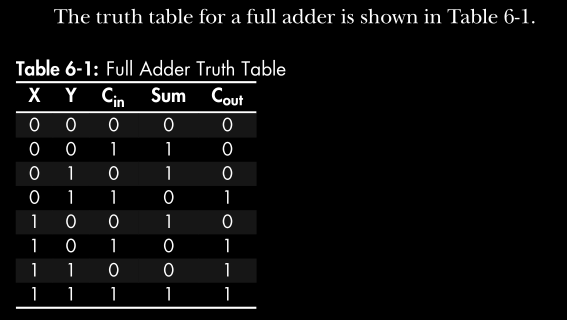 The truth table for a full adder is shown in Table 6-1.
Table 6-1: Full Adder Truth Table
X Y Cin Sum Cout
0 0 0 0 0
0 0 1 1 0
0 1 0 1 0
0 1 1 0 1
1 0 0 1 0
1 0 1 0 1
1 1 0 0 1
1 1 1 1 1